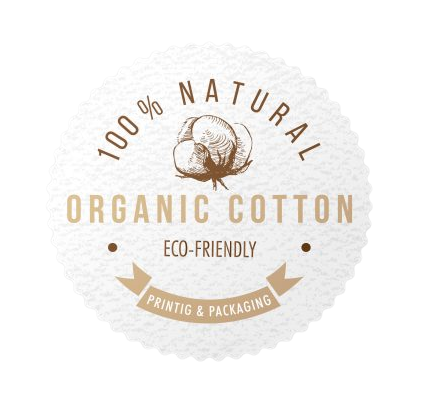 100% NATURAL
ORGANIC COTTON
ECO-FRIENDLY
PRINTIG & PACKAGING